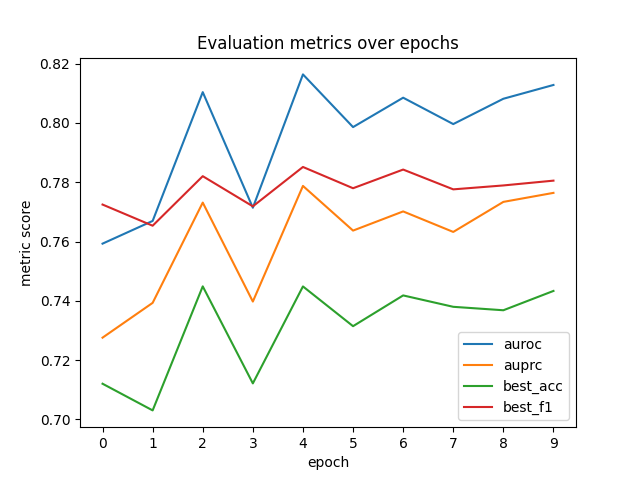 Evaluation metrics over epochs
0.82
0.80
0.78
0.76
0.74
0.72
0.70
metric score
0 1 2 3 4 5 6 7 8 9
epoch
auroc
auprc
best_acc
best_f1